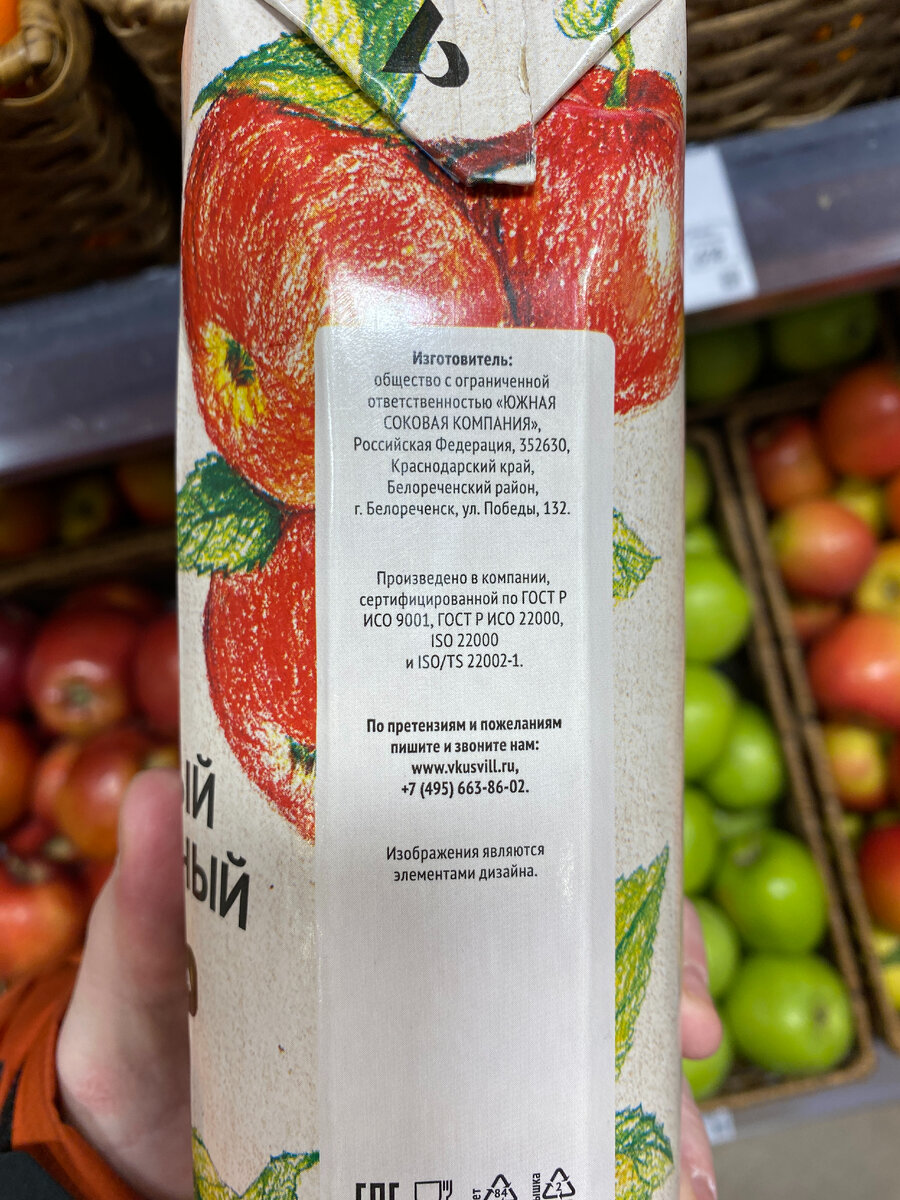 Изготовитель:
общество с ограниченной
ответственностью «ЮЖНАЯ
СОКОВАЯ КОМПАНИЯ»,
Российская Федерация, 352630,
Краснодарский край,
Белореченский район,
г. Белореченск, ул. Победы, 132.
Произведено в компании,
сертифицированной по ГОСТ Р
ИСО 9001, ГОСТ Р ИСО 22000,
ISO 22000
и ISO/TS 22002-1.
По претензиям и пожеланиям
пишите и звоните нам:
www.vkusvill.ru,
+7 (495) 663-86-02.
Изображения являются
элементами дизайна.
84
2